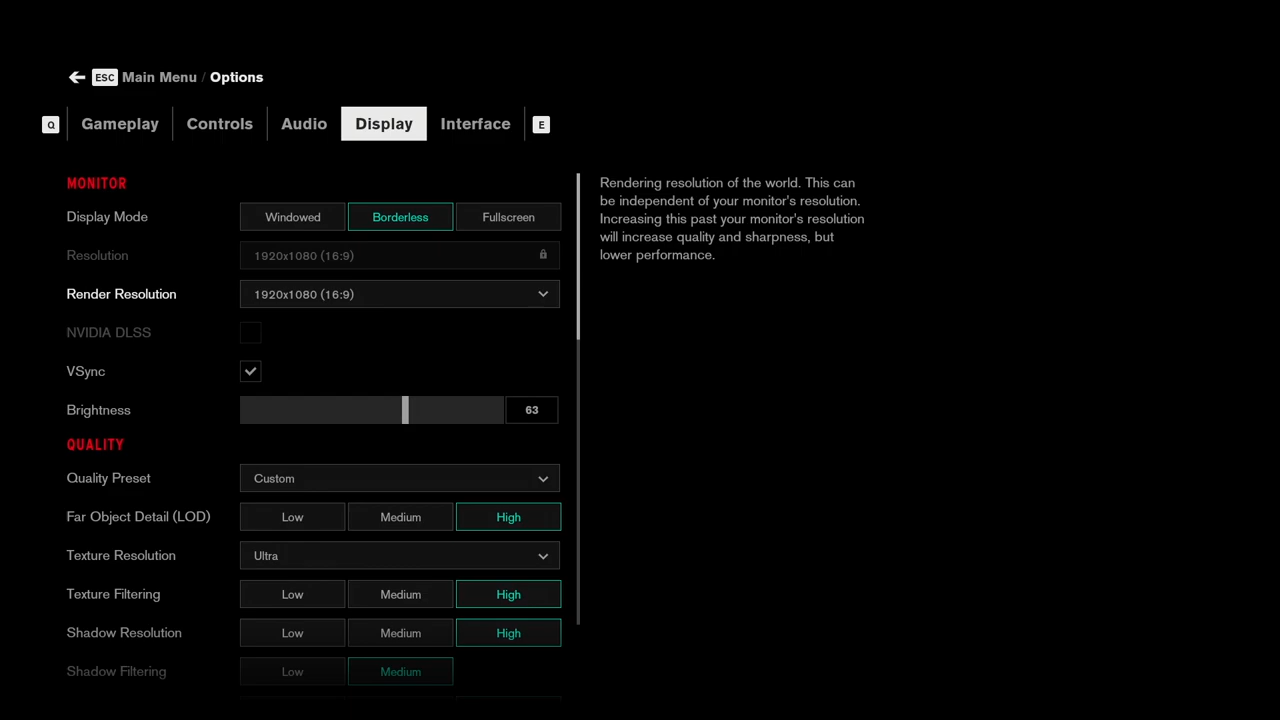 ESC Main Menu / Options
Q Gameplay Controls Audio Display Interface E
MONITOR
Display Mode Windowed Borderless Fullscreen
Resolution 1920x1080 (16:9)
Render Resolution 1920x1080 (16:9)
NVIDIA DLSS
VSync
Brightness 63
QUALITY
Quality Preset Custom
Far Object Detail (LOD) Low Medium High
Texture Resolution Ultra
Texture Filtering Low Medium High
Shadow Resolution Low Medium High
Shadow Filtering Low Medium
Rendering resolution of the world. This can
be independent of your monitor's resolution.
Increasing this past your monitor's resolution
will increase quality and sharpness, but
lower performance.